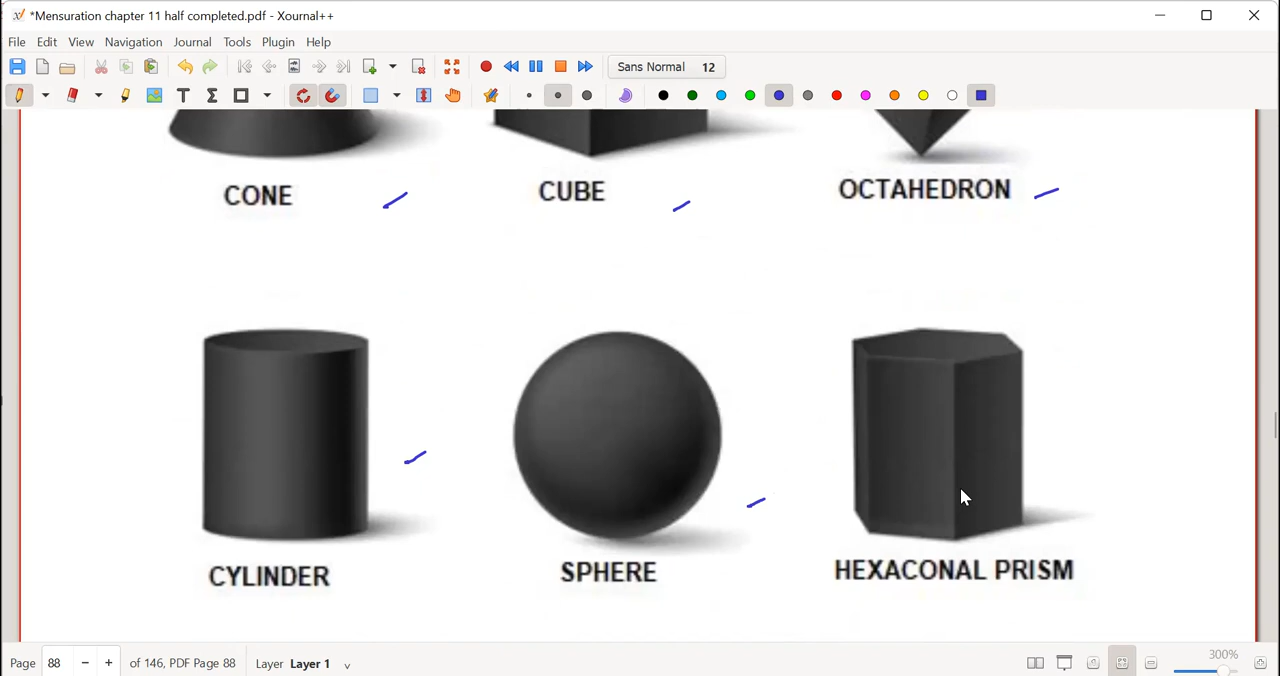 *Mensuration chapter 11 half completed.pdf - Xournal++
File Edit View Navigation Journal Tools Plugin Help
Sans Normal 12
CONE CUBE OCTAHEDRON
CYLINDER SPHERE HEXACONAL PRISM
Page 88 of 146, PDF Page 88 Layer Layer 1 300%